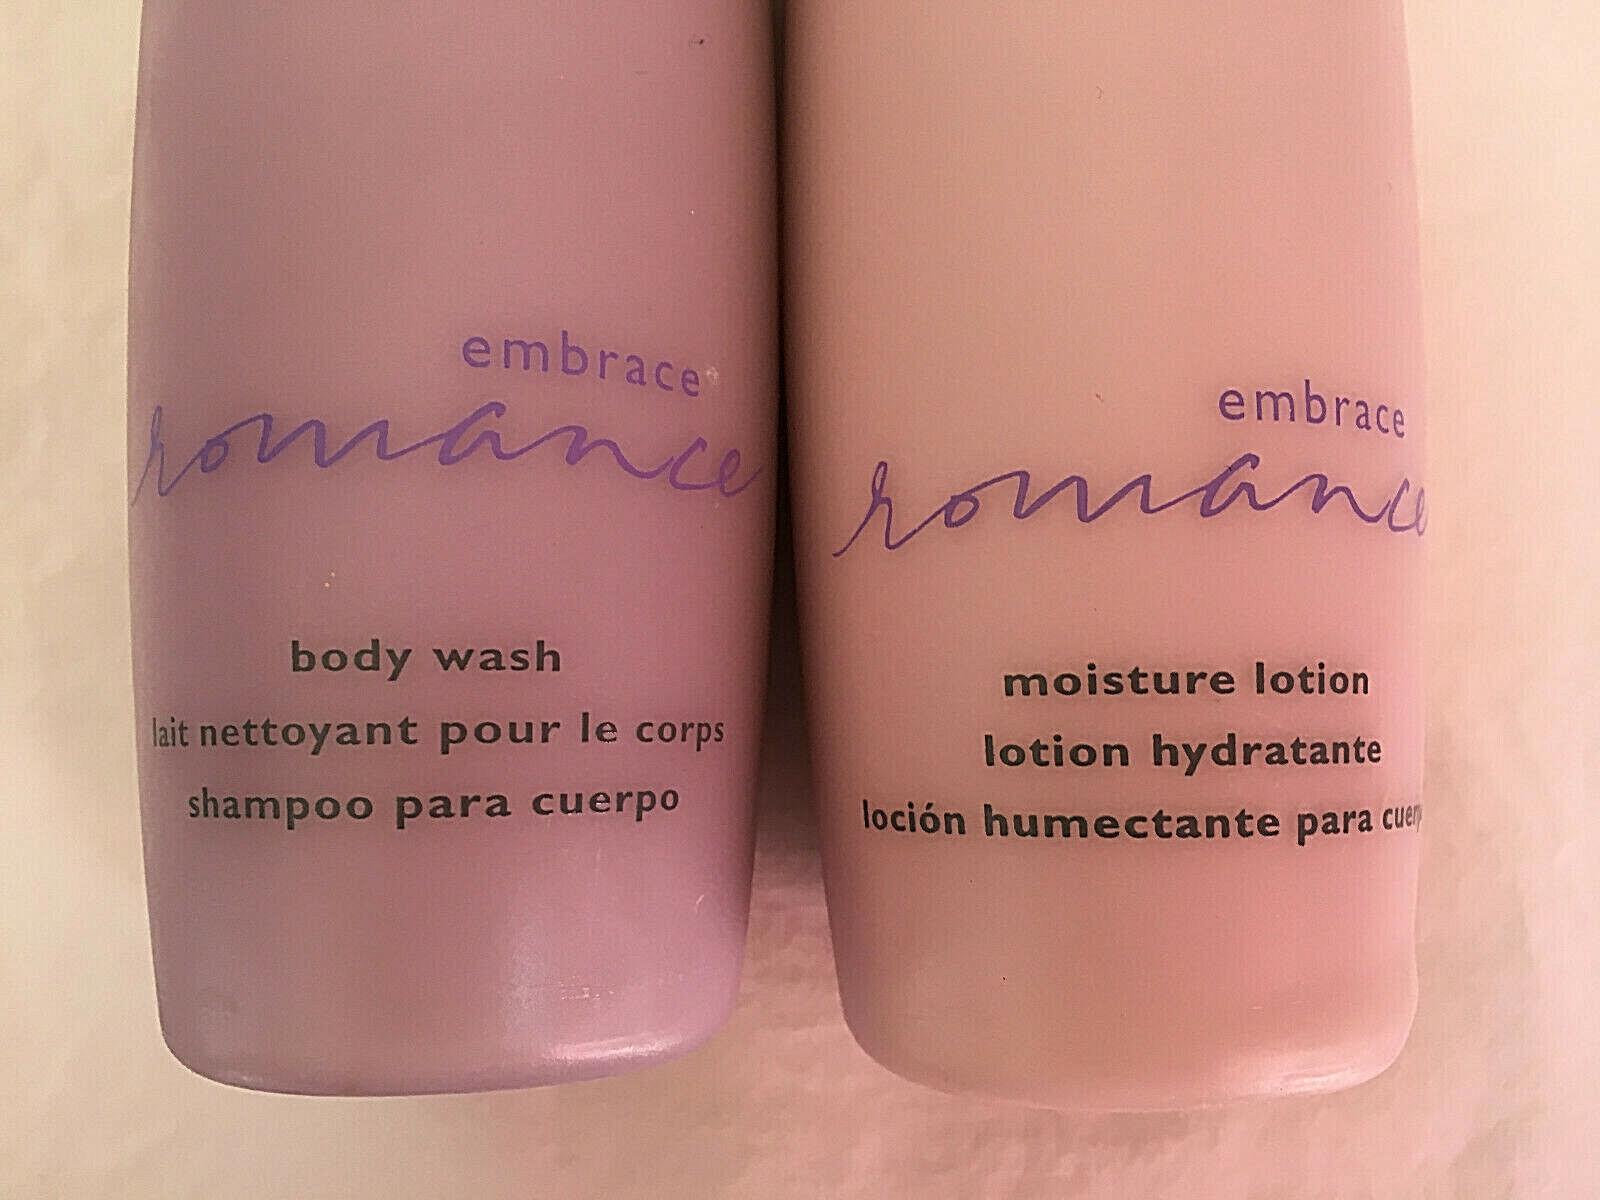 embrace
romance
body wash
lait nettoyant pour le corps
shampoo para cuerpo
embrace
romance
moisture lotion
lotion hydratante
loción humectante para